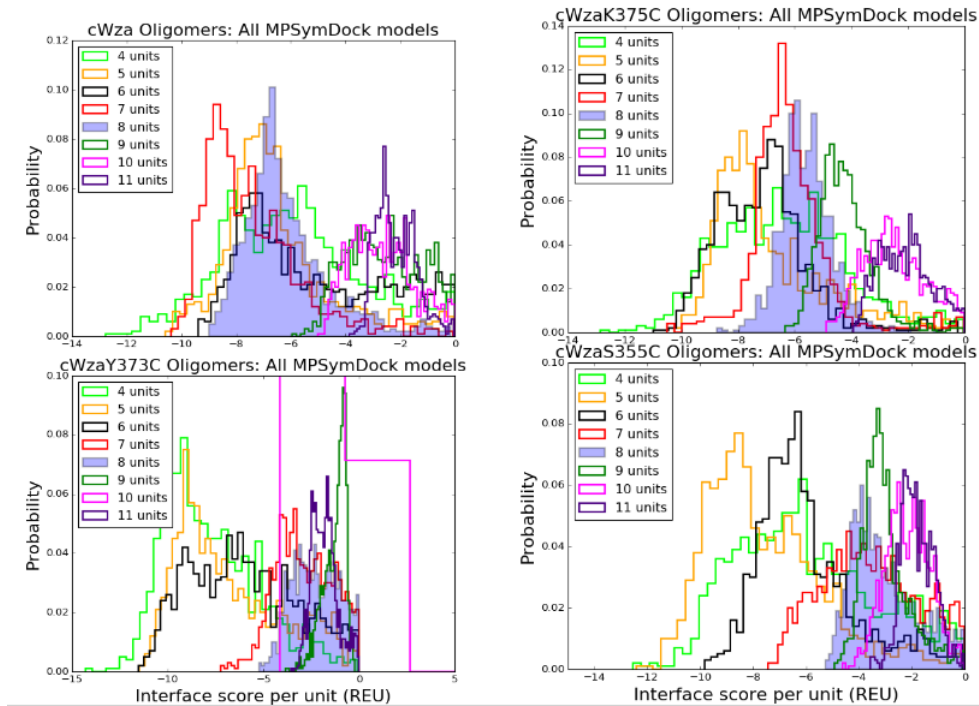 cWza Oligomers: All MPSymDock models
0.12
0.10
0.08
0.06
0.04
0.02
0.00
Probability
4 units
5 units
6 units
7 units
8 units
9 units
10 units
11 units
−14 −12 −10 −8 −6 −4 −2 0
cWzaK375C Oligomers: All MPSymDock models
0.14
0.12
0.10
0.08
0.06
0.04
0.02
0.00
Probability
4 units
5 units
6 units
7 units
8 units
9 units
10 units
11 units
−14 −12 −10 −8 −6 −4 −2 0
cWzaY373C Oligomers: All MPSymDock models
0.10
0.08
0.06
0.04
0.02
0.00
Probability
4 units
5 units
6 units
7 units
8 units
9 units
10 units
11 units
−15 −10 −5 0 5
Interface score per unit (REU)
cWzaS355C Oligomers: All MPSymDock models
0.10
0.08
0.06
0.04
0.02
0.00
Probability
4 units
5 units
6 units
7 units
8 units
9 units
10 units
11 units
−15 −14 −12 −10 −8 −6 −4 −2 0
Interface score per unit (REU)